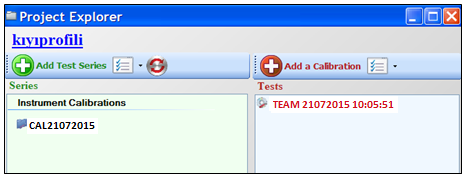 Project Explorer
kıyıprofili
Add Test Series
Add a Calibration
Series
Tests
Instrument Calibrations
TEAM 21072015 10:05:51
CAL21072015